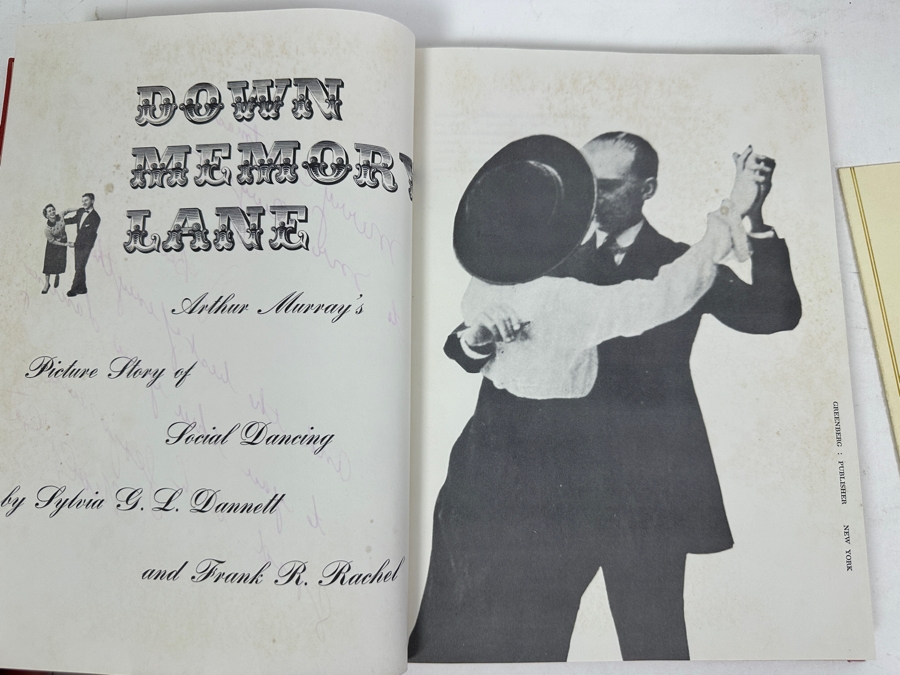 DOWN
MEMORY
LANE
Arthur Murray's
Picture Story of
Social Dancing
by Sylvia G. L. Dannett
and Frank R. Rachel
GREENBERG : PUBLISHER NEW YORK